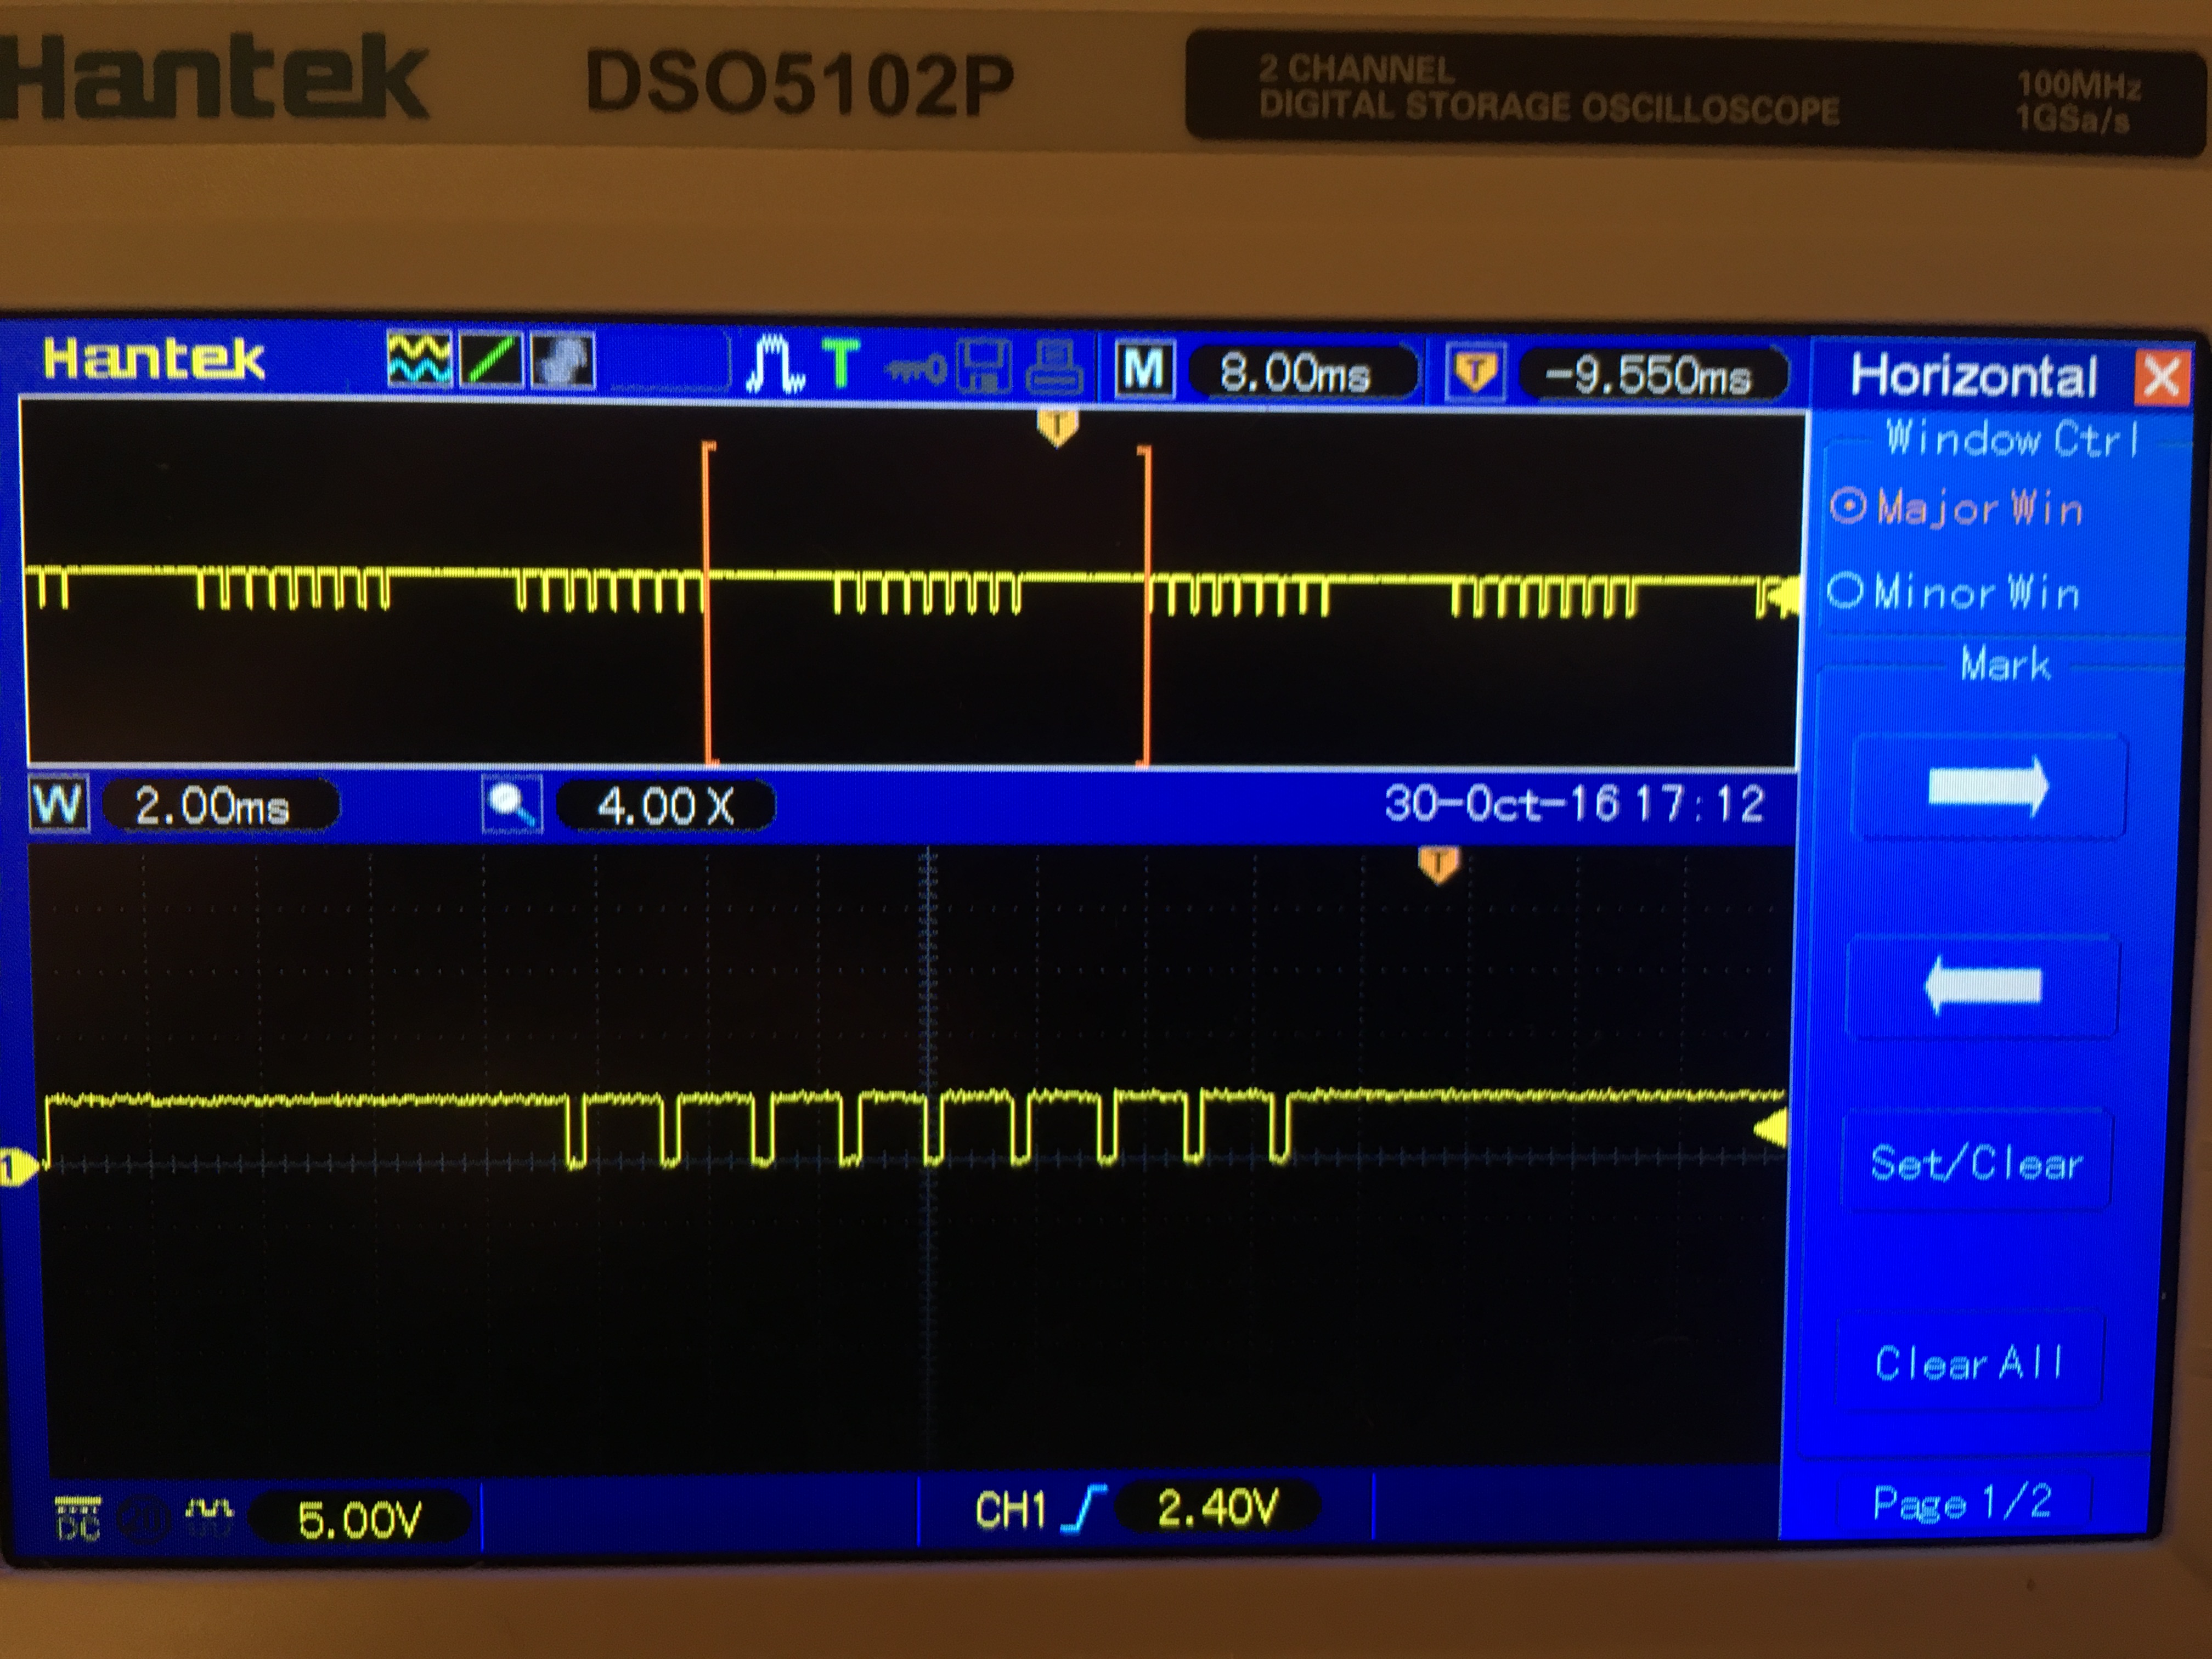 Hantek DSO5102P 2 CHANNEL 100MHz
DIGITAL STORAGE OSCILLOSCOPE 1GSa/s
Hantek T M 8.00ms T -9.550ms Horizontal X
T
Window Ctrl
Major Win
Minor Win
Mark
W 2.00ms 4.00X 30-Oct-16 17:12
T
1
Set/Clear
Clear All
DC 5.00V CH1 2.40V Page 1/2